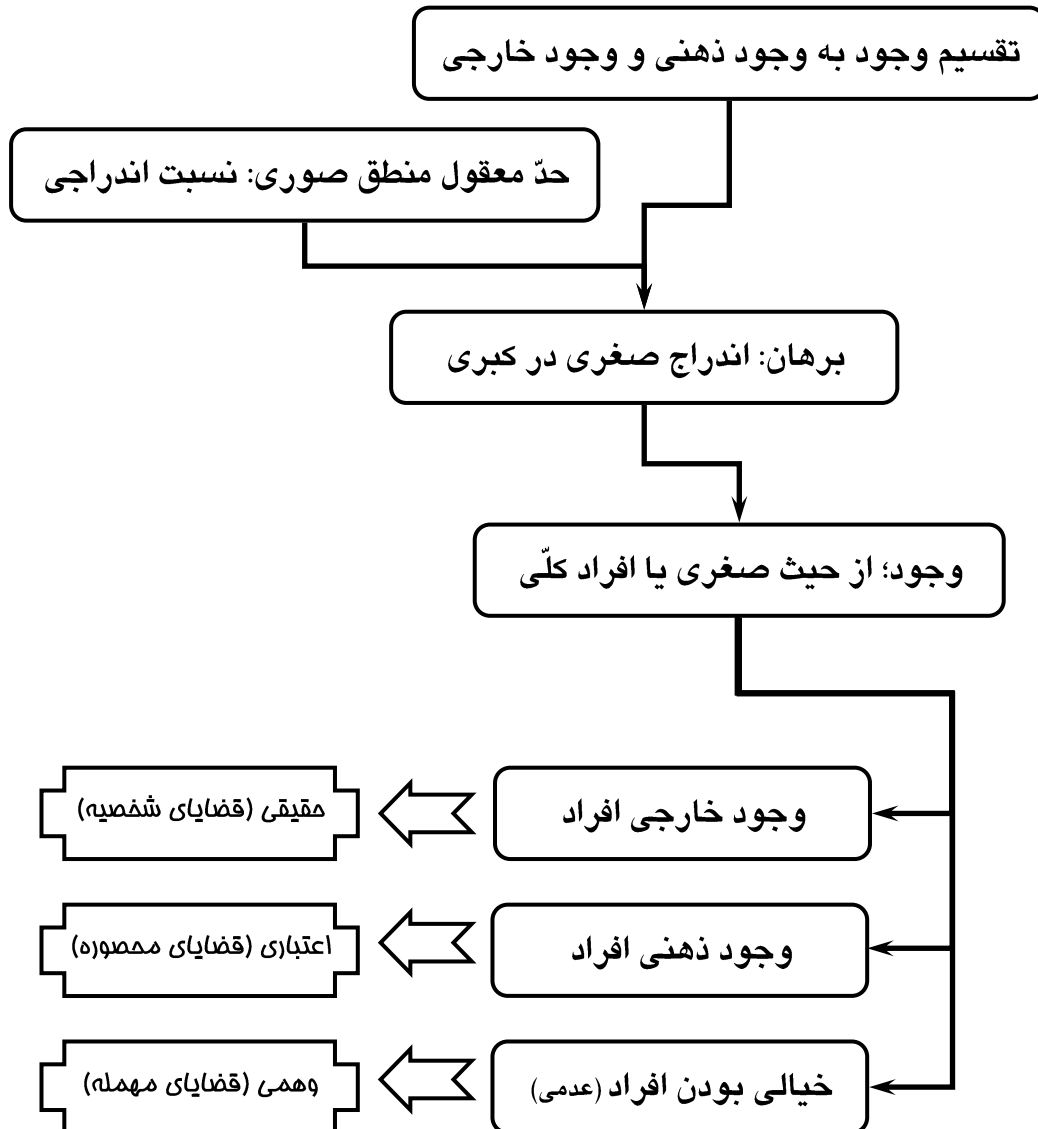 تقسیم وجود به وجود ذهنی و وجود خارجی
حدّ معقول منطق صوری: نسبت اندراجی
برهان: اندراج صغری در کبری
وجود؛ از حیث صغری یا افراد کلّی
وجود خارجی افراد
حقیقی (قضایای شخصیه)
وجود ذهنی افراد
اعتباری (قضایای محصوره)
خیالی بودن افراد (عدمی)
وهمی (قضایای مهمله)